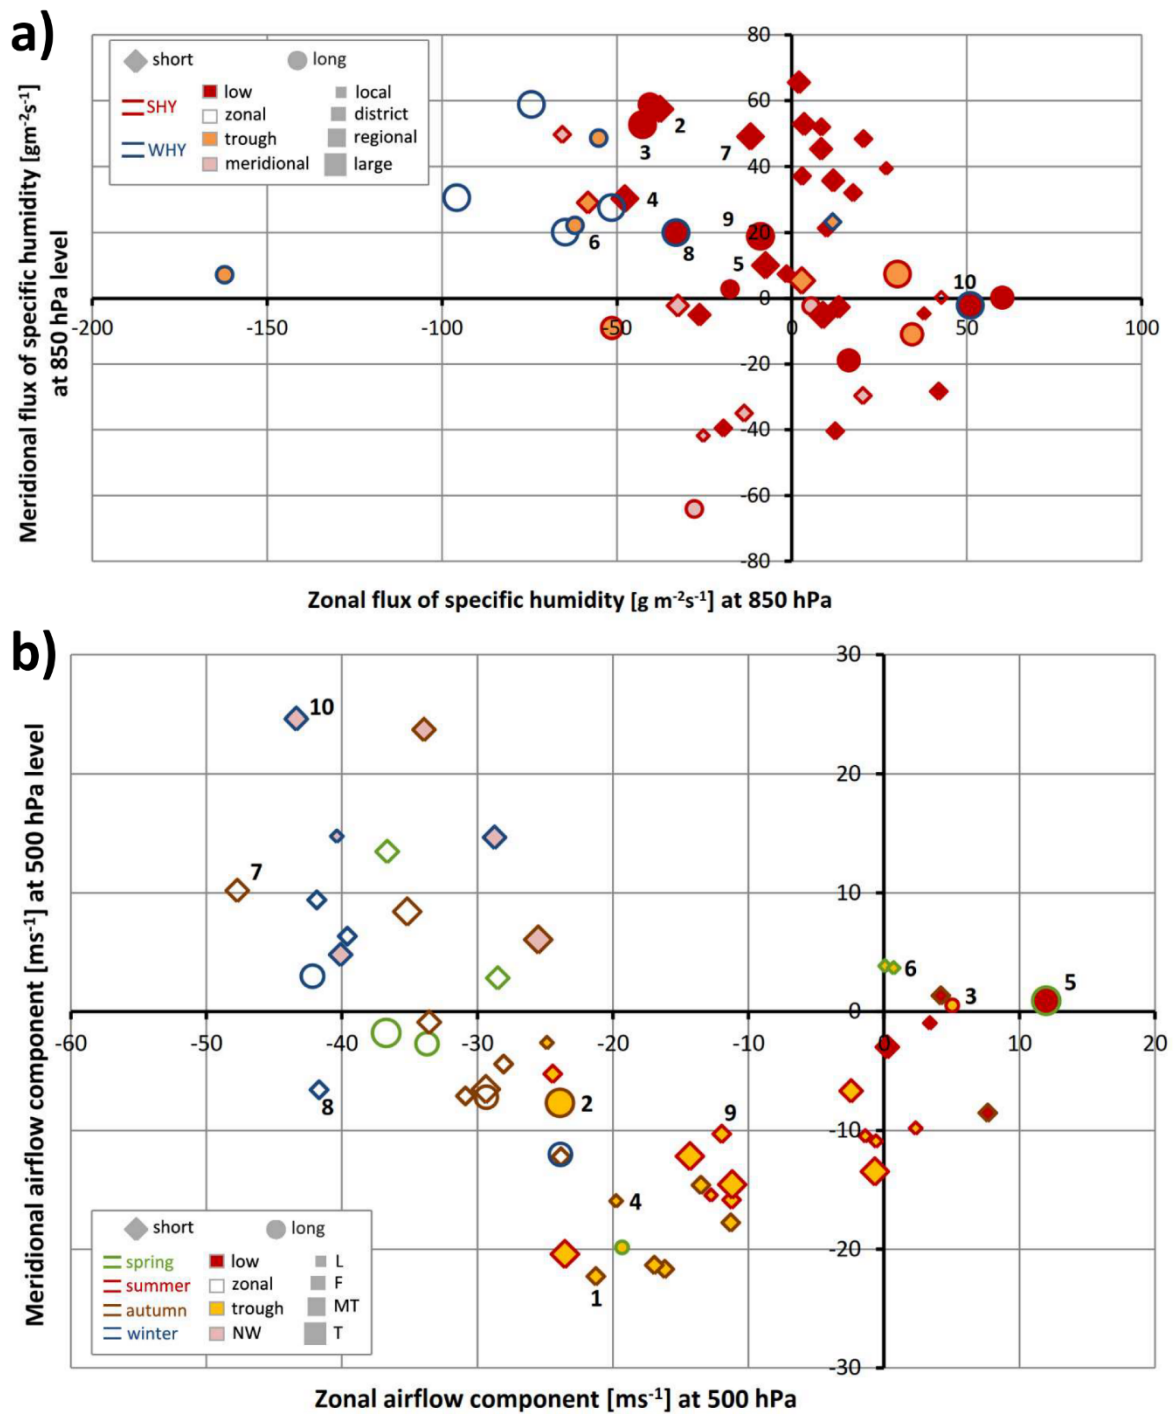 a)
Meridional flux of specific humidity [gm⁻²s⁻¹]
at 850 hPa level
80
60
40
20
0
-20
-40
-60
-80
short
long
SHY
WHY
low
zonal
trough
meridional
local
district
regional
large
2
3
7
4
6
8
9
5
10
-200
-150
-100
-50
0
50
100
Zonal flux of specific humidity [g m⁻²s⁻¹] at 850 hPa
b)
Meridional airflow component [ms⁻¹] at 500 hPa level
30
20
10
0
-10
-20
-30
10
7
8
2
9
4
1
6
3
5
-60
-50
-40
-30
-20
-10
0
10
20
short
long
spring
summer
autumn
winter
low
zonal
trough
NW
L
F
MT
T
Zonal airflow component [ms⁻¹] at 500 hPa